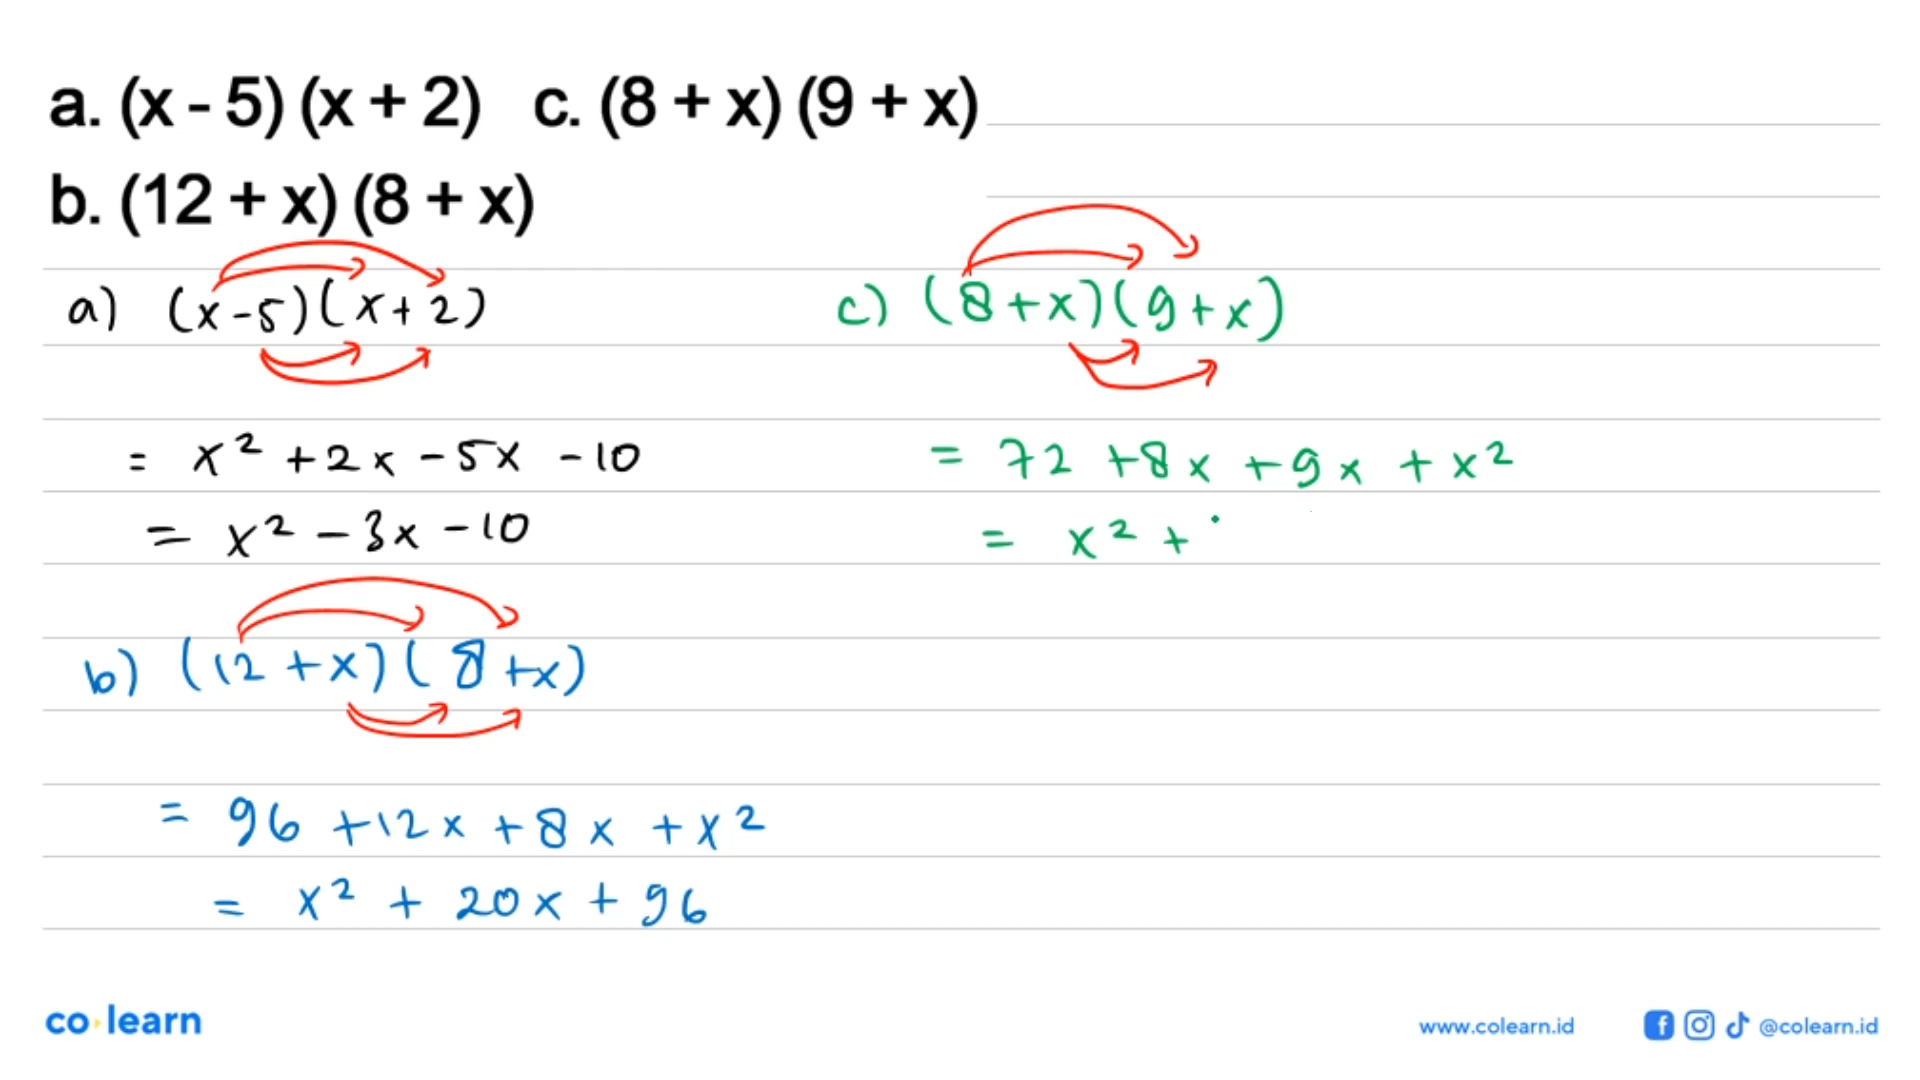 a. (x - 5) (x + 2) c. (8 + x) (9 + x)
b. (12 + x) (8 + x)
a) (x-5)(x+2)
= x² +2x -5x -10
= x² - 3x -10
b) (12 +x) (8 +x)
= 96 +12x +8x +x²
= x² + 20x + 96
c) (8+x)(9+x)
= 72 +8x +9x + x²
= x² +
co learn
www.colearn.id @colearn.id